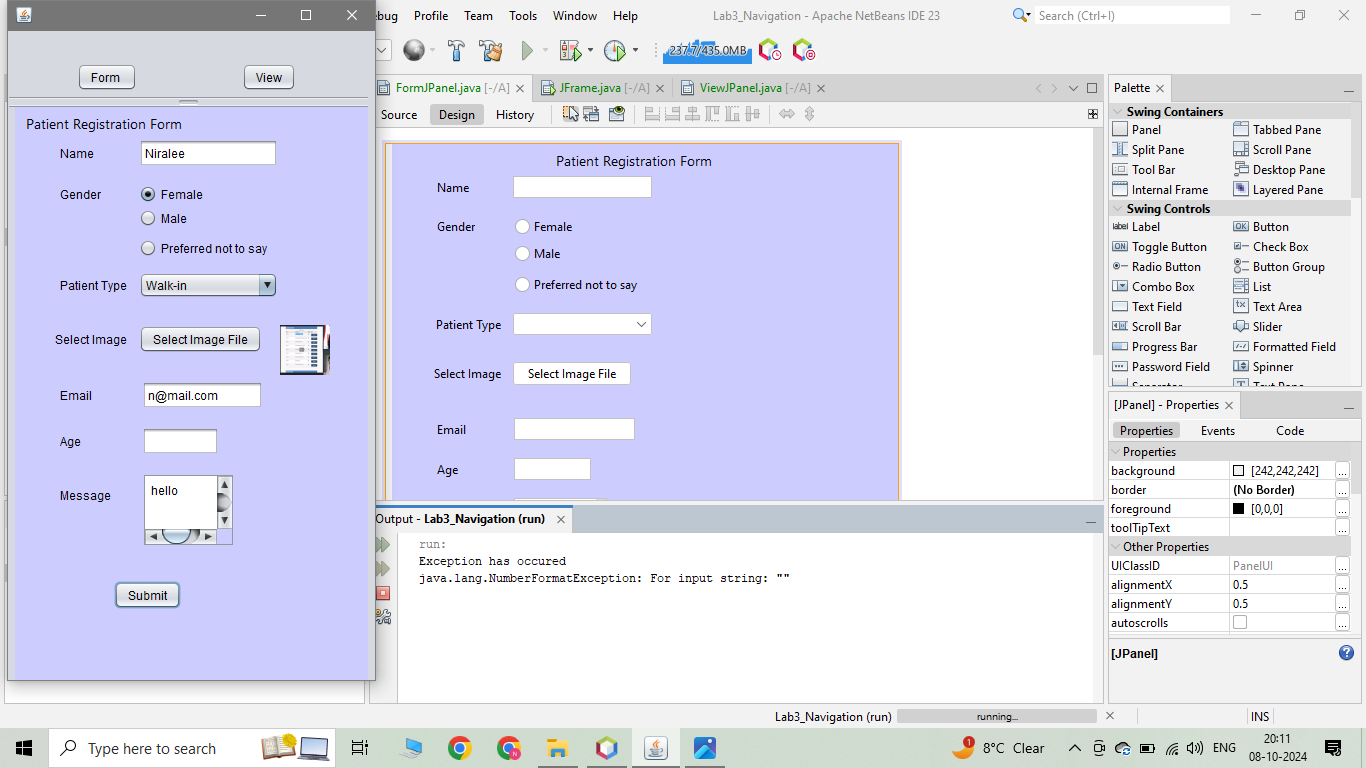 ebug Profile Team Tools Window Help Lab3_Navigation - Apache NetBeans IDE 23 Search (Ctrl+I)
237.7/435.0MB
Form View
Patient Registration Form
Name Niralee
Gender Female
Male
Preferred not to say
Patient Type Walk-in
Select Image Select Image File
Email n@mail.com
Age
Message hello
Submit
FormJPanel.java [-/A] JFrame.java [-/A] ViewJPanel.java [-/A]
Source Design History
Patient Registration Form
Name
Gender Female
Male
Preferred not to say
Patient Type
Select Image Select Image File
Email
Age
Output - Lab3_Navigation (run)
run:
Exception has occured
java.lang.NumberFormatException: For input string: ""
Palette
Swing Containers
Panel Tabbed Pane
Split Pane Scroll Pane
Tool Bar Desktop Pane
Internal Frame Layered Pane
Swing Controls
label Label OK Button
ON Toggle Button Check Box
Radio Button Button Group
Combo Box List
Text Field Text Area
Scroll Bar Slider
Progress Bar Formatted Field
Password Field Spinner
Separator Text Pane
[JPanel] - Properties
Properties Events Code
Properties
background [242,242,242] ...
border (No Border) ...
foreground [0,0,0] ...
toolTipText ...
Other Properties
UIClassID PanelUI ...
alignmentX 0.5 ...
alignmentY 0.5 ...
autoscrolls ...
[JPanel]
Lab3_Navigation (run) running... INS
Type here to search 1 8°C Clear ENG 20:11
08-10-2024